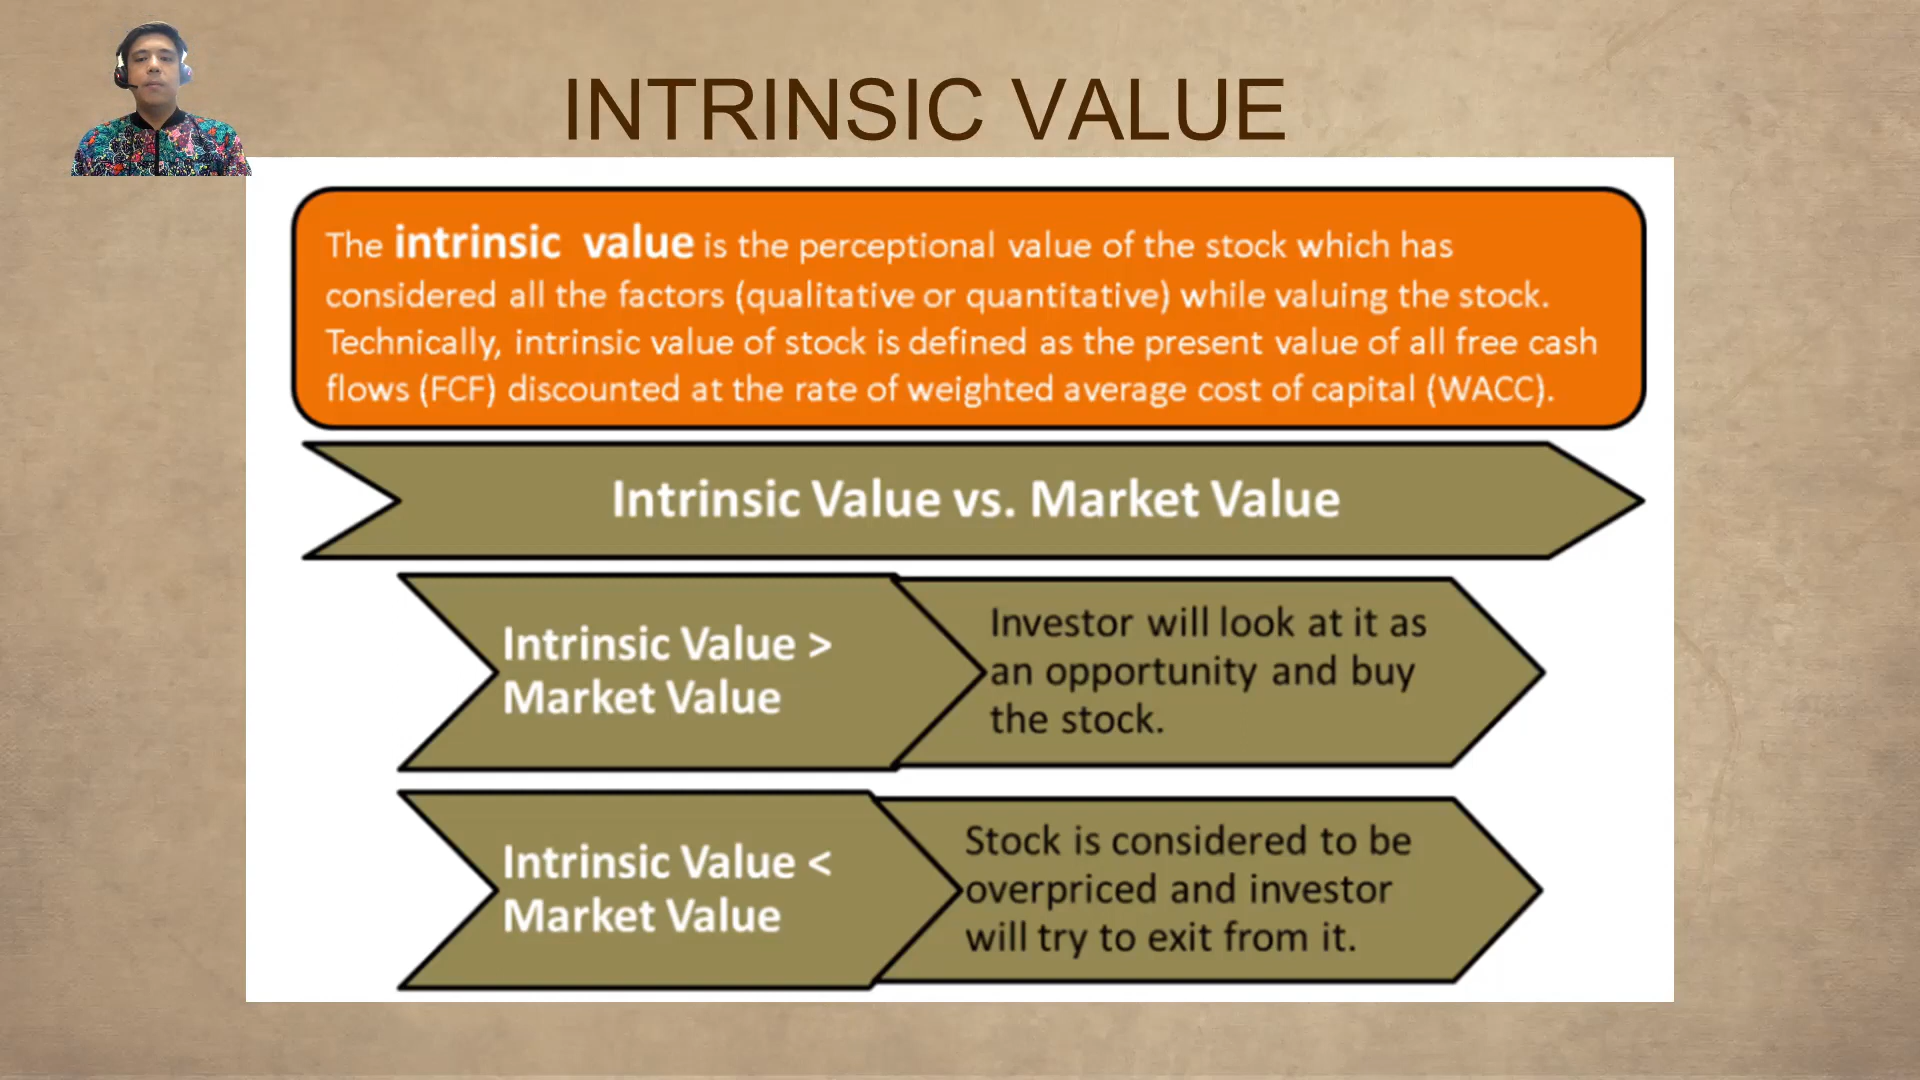 INTRINSIC VALUE
The intrinsic value is the perceptional value of the stock which has
considered all the factors (qualitative or quantitative) while valuing the stock.
Technically, intrinsic value of stock is defined as the present value of all free cash
flows (FCF) discounted at the rate of weighted average cost of capital (WACC).
Intrinsic Value vs. Market Value
Intrinsic Value >
Market Value
Investor will look at it as
an opportunity and buy
the stock.
Intrinsic Value <
Market Value
Stock is considered to be
overpriced and investor
will try to exit from it.